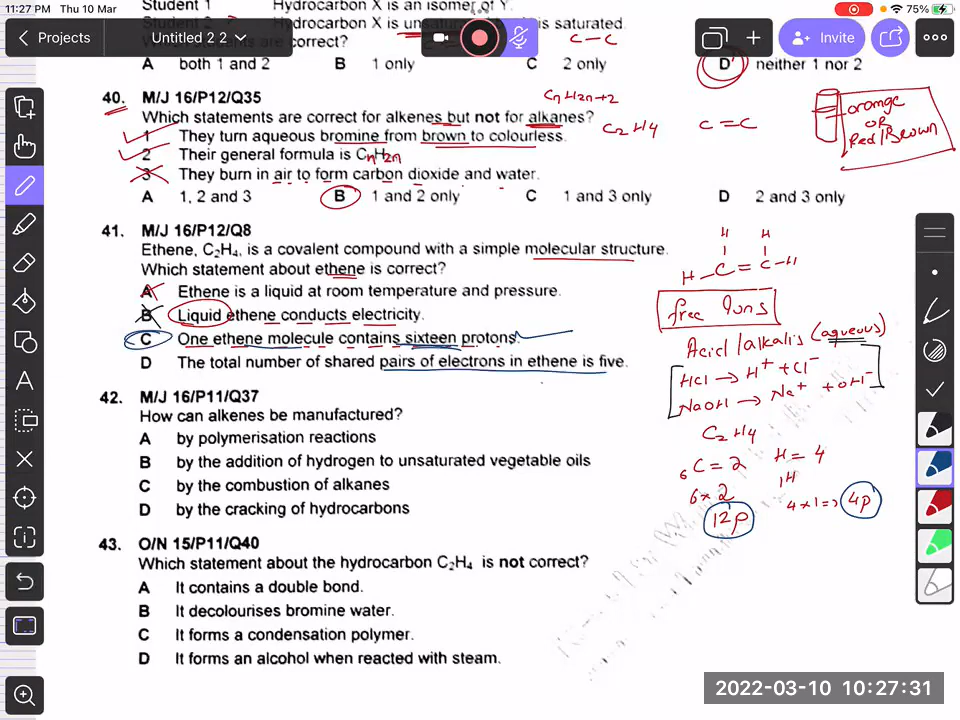 11:27 PM Thu 10 Mar
75%
Student 1 Hydrocarbon X is an isomer of Y.
Student 2 Hydrocarbon X is is saturated.
correct?
C-C
A both 1 and 2 B 1 only C 2 only D neither 1 nor 2
Projects
Untitled 2 2
Invite
40. M/J 16/P12/Q35
Which statements are correct for alkenes but not for alkanes?
1 They turn aqueous bromine from brown to colourless.
2 Their general formula is CnH2n
3 They burn in air to form carbon dioxide and water.
A 1, 2 and 3 B 1 and 2 only C 1 and 3 only D 2 and 3 only
CnH2n+2
C2H4 C=C
orange
OR
Red/Brown
41. M/J 16/P12/Q8
Ethene, C2H4, is a covalent compound with a simple molecular structure.
Which statement about ethene is correct?
A Ethene is a liquid at room temperature and pressure.
B Liquid ethene conducts electricity.
C One ethene molecule contains sixteen protons.
D The total number of shared pairs of electrons in ethene is five.
H H
H-C=C-H
free Ions
Acid/alkalis (aqueous)
HCl → H+ + Cl-
NaOH → Na+ + OH-
C2H4
6C = 2 H = 4
6 × 2 1H
12p 4×1=> 4p
42. M/J 16/P11/Q37
How can alkenes be manufactured?
A by polymerisation reactions
B by the addition of hydrogen to unsaturated vegetable oils
C by the combustion of alkanes
D by the cracking of hydrocarbons
43. O/N 15/P11/Q40
Which statement about the hydrocarbon C2H4 is not correct?
A It contains a double bond.
B It decolourises bromine water.
C It forms a condensation polymer.
D It forms an alcohol when reacted with steam.
2022-03-10 10:27:31